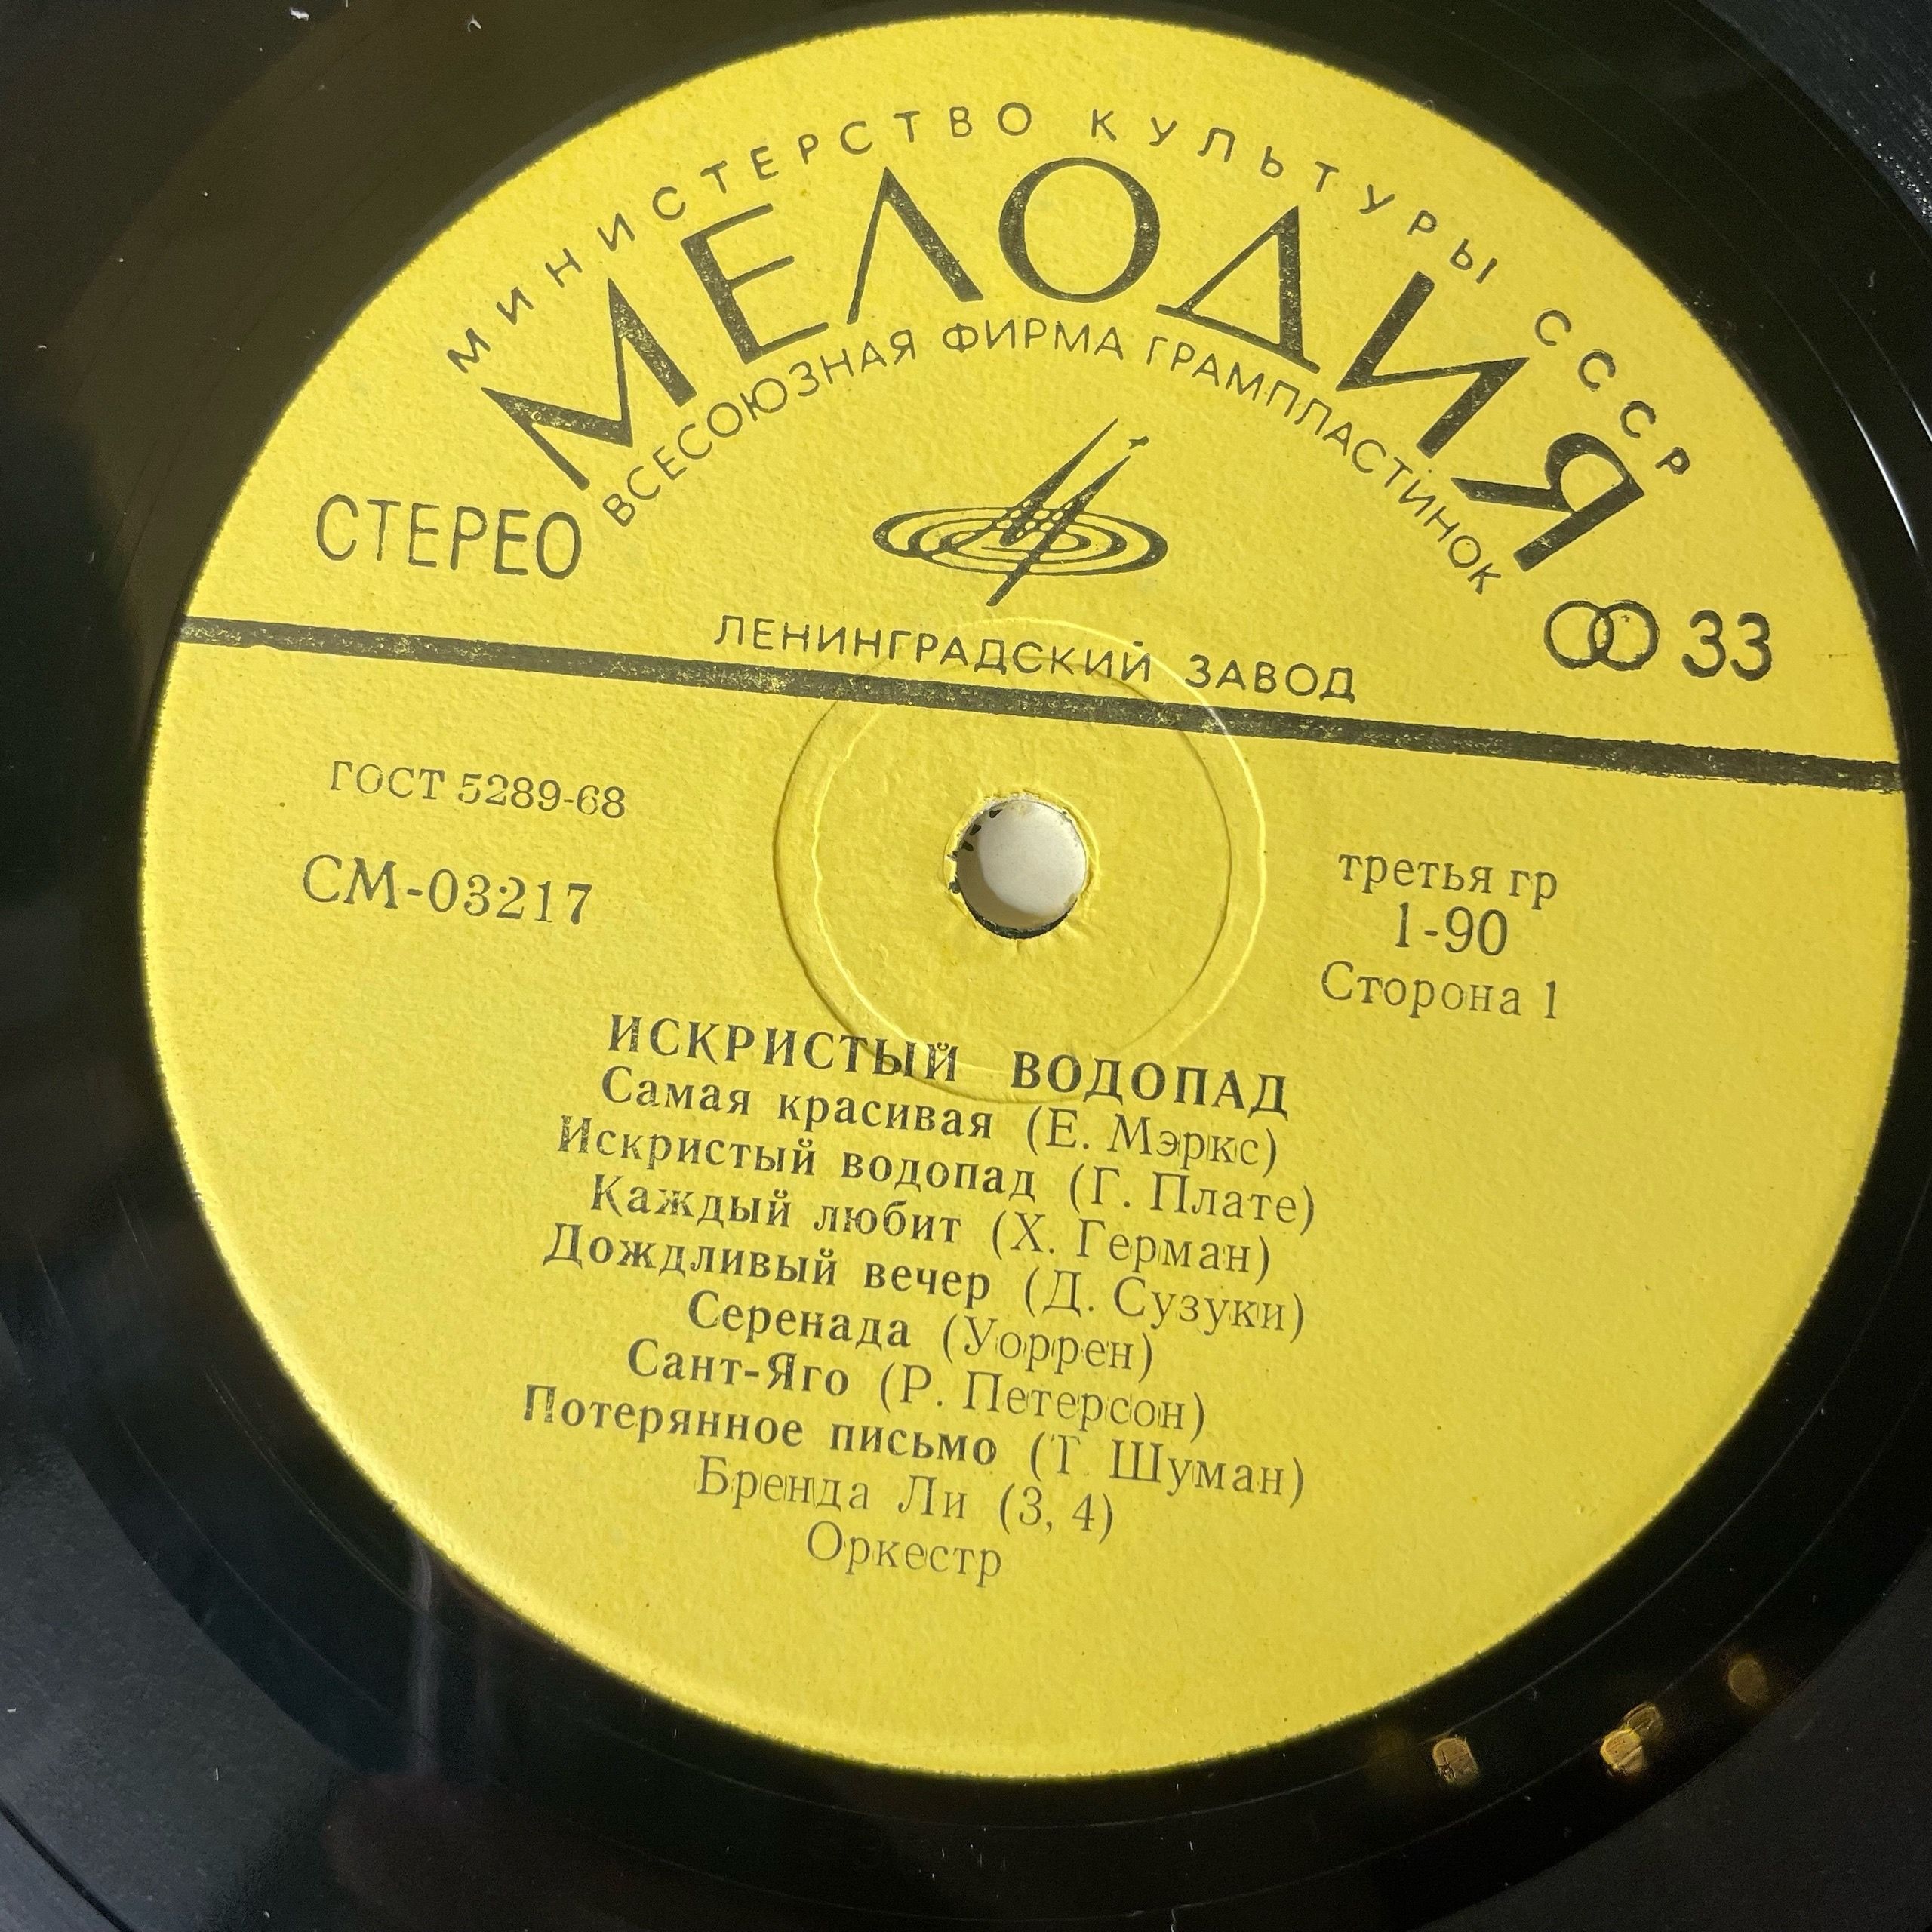 МИНИСТЕРСТВО КУЛЬТУРЫ СССР
МЕЛОДИЯ
ВСЕСОЮЗНАЯ ФИРМА ГРАМПЛАСТИНОК
СТЕРЕО
33
ЛЕНИНГРАДСКИЙ ЗАВОД
ГОСТ 5289-68
СМ-03217
третья гр
1-90
Сторона 1
ИСКРИСТЫЙ ВОДОПАД
Самая красивая (Е. Мэркс)
Искристый водопад (Г. Плате)
Каждый любит (Х. Герман)
Дождливый вечер (Д. Сузуки)
Серенада (Уоррен)
Сант-Яго (Р. Петерсон)
Потерянное письмо (Т. Шуман)
Бренда Ли (3, 4)
Оркестр